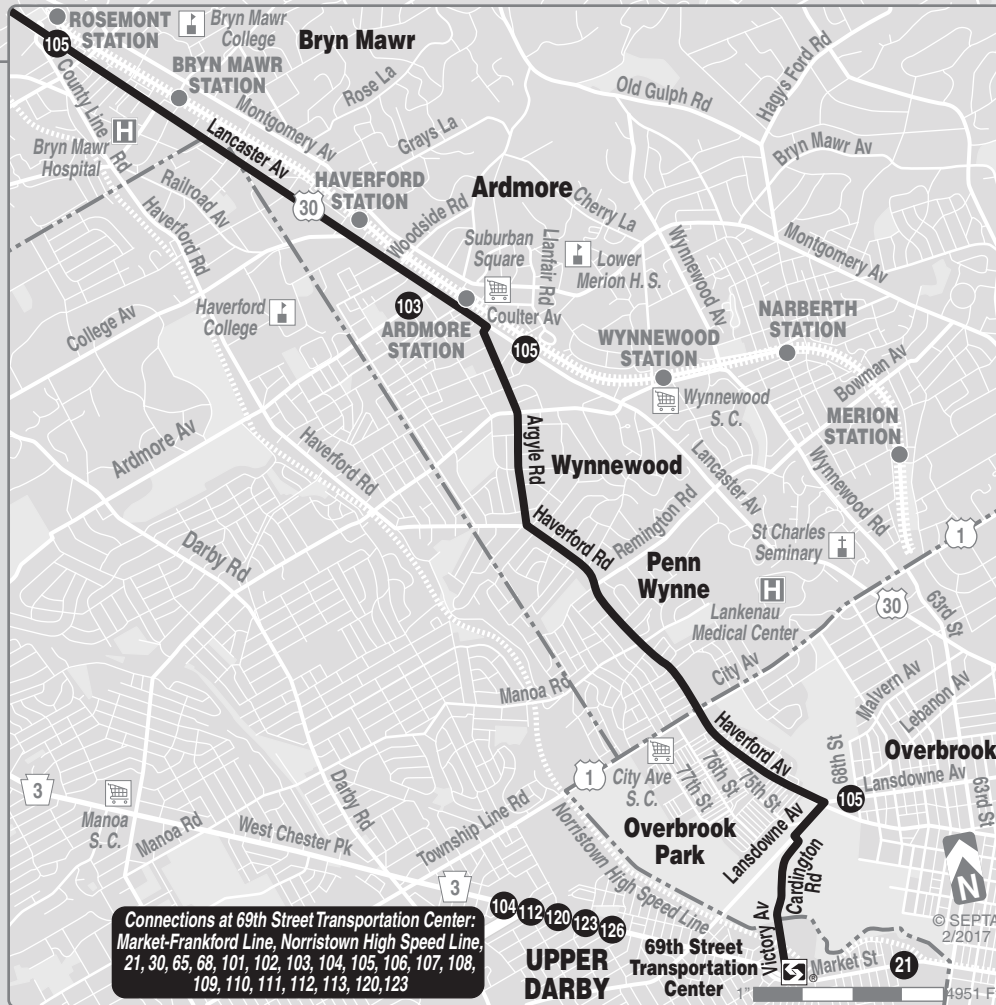 ROSEMONT
STATION
Bryn Mawr
College
Bryn Mawr
105
BRYN MAWR
STATION
County Line
Rd
Montgomery Av
Rose La
Old Gulph Rd
Hagys Ford Rd
Bryn Mawr
Hospital
H
Lancaster Av
Grays La
Bryn Mawr Av
Railroad Av
HAVERFORD
STATION
30
Ardmore
Cherry La
Haverford Rd
Woodside Rd
Suburban
Square
Llanfair Rd
Lower
Merion H. S.
Wynnewood Av
Montgomery Av
College Av
Haverford
College
103
ARDMORE
STATION
Coulter Av
105
WYNNEWOOD
STATION
NARBERTH
STATION
Bowman Av
Wynnewood
S. C.
MERION
STATION
Ardmore Av
Haverford Rd
Argyle Rd
Wynnewood
Lancaster Av
Wynnewood Rd
Haverford Rd
Remington Rd
St Charles
Seminary
1
Darby Rd
Penn
Wynne
H
Lankenau
Medical Center
30
63rd St
City Av
Manoa Rd
Malvern Av
Lebanon Av
Haverford Av
68th St
Overbrook
3
Manoa
S. C.
Manoa Rd
Darby Rd
West Chester Pk
Township Line Rd
1
City Ave
S. C.
77th St
76th St
75th St
105
Lansdowne Av
63rd St
Overbrook
Park
Lansdowne Av
Norristown High Speed Line
Cardington
Rd
3
N
104
112
120
123
126
© SEPTA
2/2017
Connections at 69th Street Transportation Center:
Market-Frankford Line, Norristown High Speed Line,
21, 30, 65, 68, 101, 102, 103, 104, 105, 106, 107, 108,
109, 110, 111, 112, 113, 120,123
UPPER
DARBY
69th Street
Transportation
Center
Victory Av
®
Market St
21
1"
4951 F